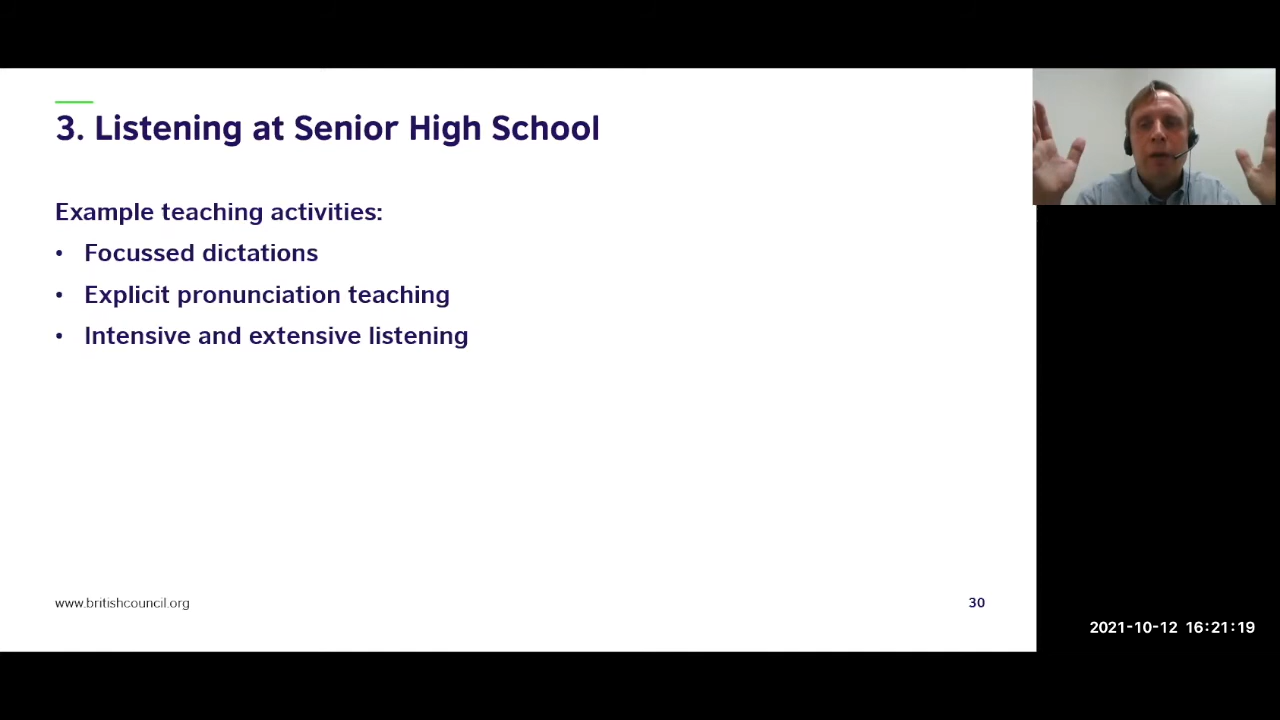 3. Listening at Senior High School
Example teaching activities:
• Focussed dictations
• Explicit pronunciation teaching
• Intensive and extensive listening
www.britishcouncil.org
30
2021-10-12 16:21:19